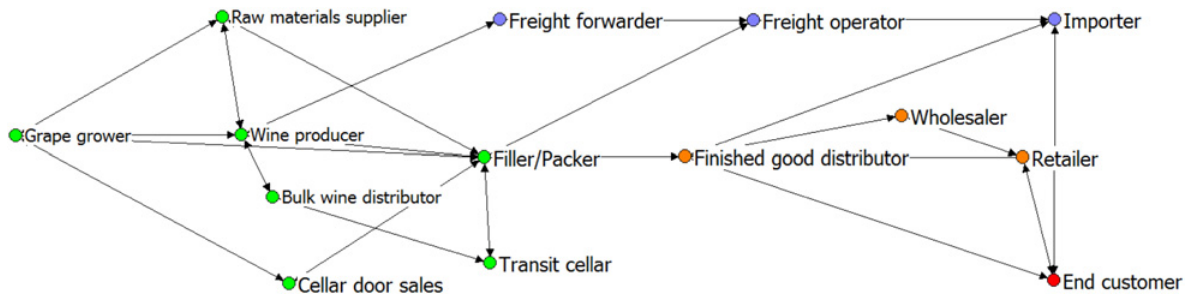 Raw materials supplier
Freight forwarder
Freight operator
Importer
Grape grower
Wine producer
Wholesaler
Filler/Packer
Finished good distributor
Retailer
Bulk wine distributor
Transit cellar
Cellar door sales
End customer